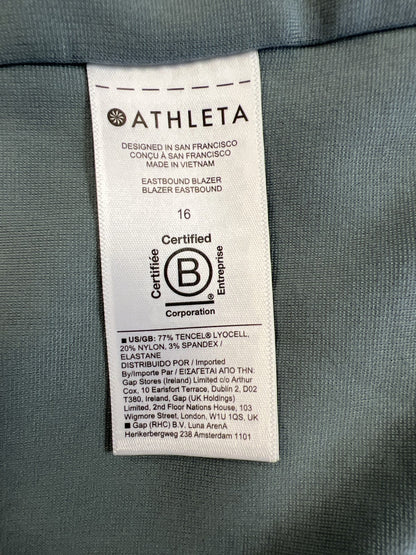 ATHLETA
DESIGNED IN SAN FRANCISCO
CONÇU À SAN FRANCISCO
MADE IN VIETNAM
EASTBOUND BLAZER
BLAZER EASTBOUND
16
Certified
Certifiée
B
®
Entreprise
Corporation
■ US/GB: 77% TENCEL® LYOCELL,
20% NYLON, 3% SPANDEX /
ELASTANE
DISTRIBUIDO POR / Imported
By/Importe Par / ΕΙΣΑΓΕΤΑΙ ΑΠΟ ΤΗΝ:
Gap Stores (Ireland) Limited c/o Arthur
Cox, 10 Earlsfort Terrace, Dublin 2, D02
T380, Ireland, Gap (UK Holdings)
Limited, 2nd Floor Nations House, 103
Wigmore Street, London, W1U 1QS, UK
■ Gap (RHC) B.V. Luna ArenA
Herikerbergweg 238 Amsterdam 1101